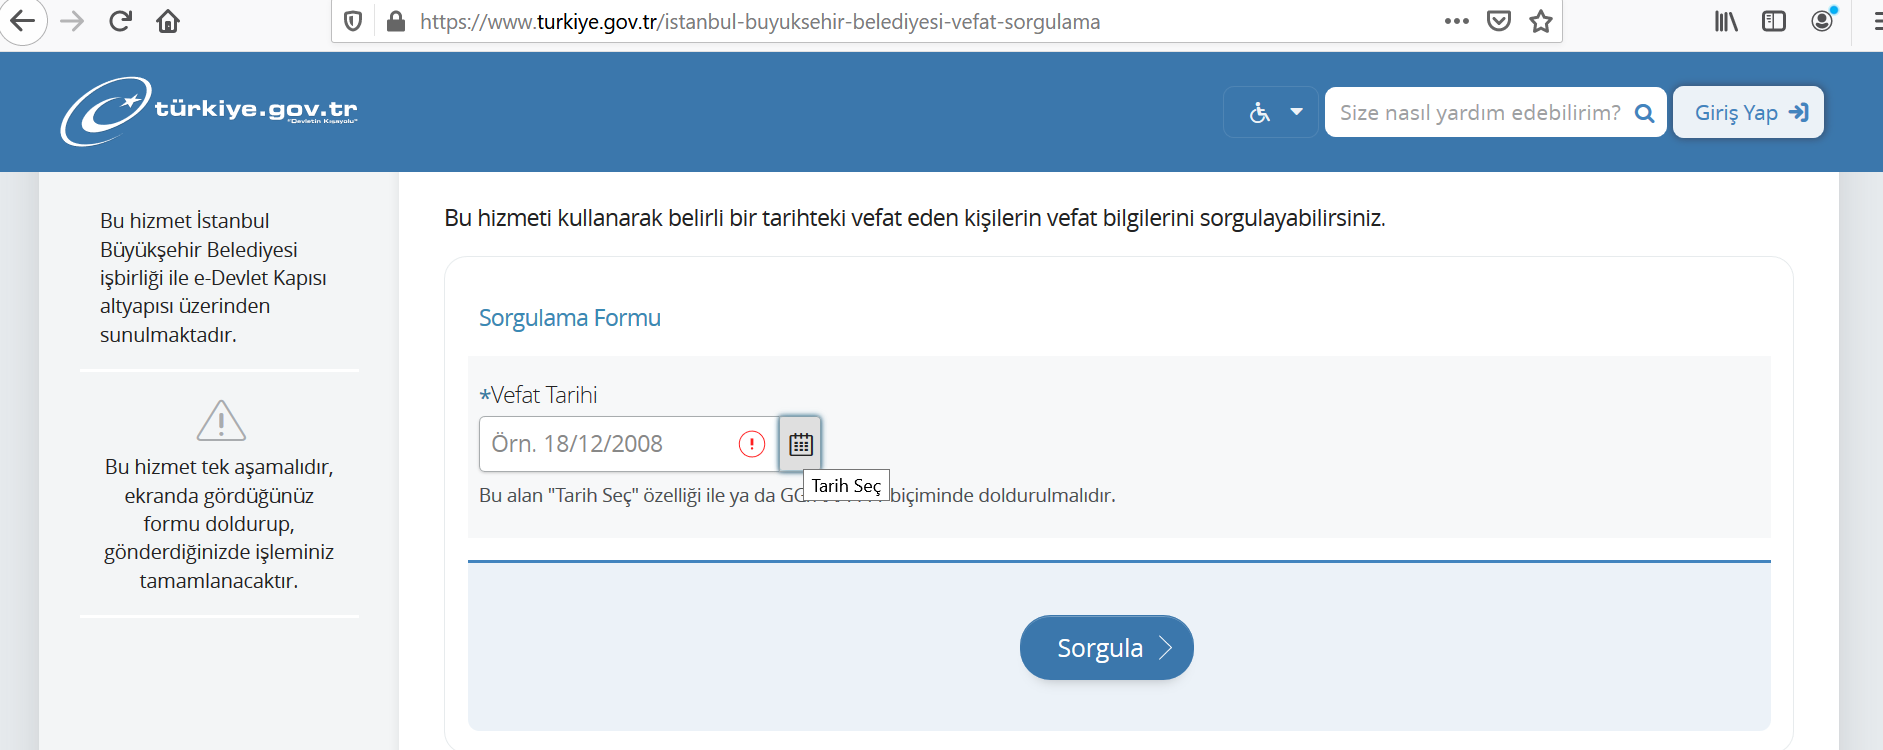 https://www.turkiye.gov.tr/istanbul-buyuksehir-belediyesi-vefat-sorgulama
türkiye.gov.tr
"Devletin Kısayolu"
Size nasıl yardım edebilirim?
Giriş Yap
Bu hizmet İstanbul
Büyükşehir Belediyesi
işbirliği ile e-Devlet Kapısı
altyapısı üzerinden
sunulmaktadır.
Bu hizmet tek aşamalıdır,
ekranda gördüğünüz
formu doldurup,
gönderdiğinizde işleminiz
tamamlanacaktır.
Bu hizmeti kullanarak belirli bir tarihteki vefat eden kişilerin vefat bilgilerini sorgulayabilirsiniz.
Sorgulama Formu
*Vefat Tarihi
Örn. 18/12/2008
Tarih Seç
Bu alan "Tarih Seç" özelliği ile ya da biçiminde doldurulmalıdır.
Sorgula